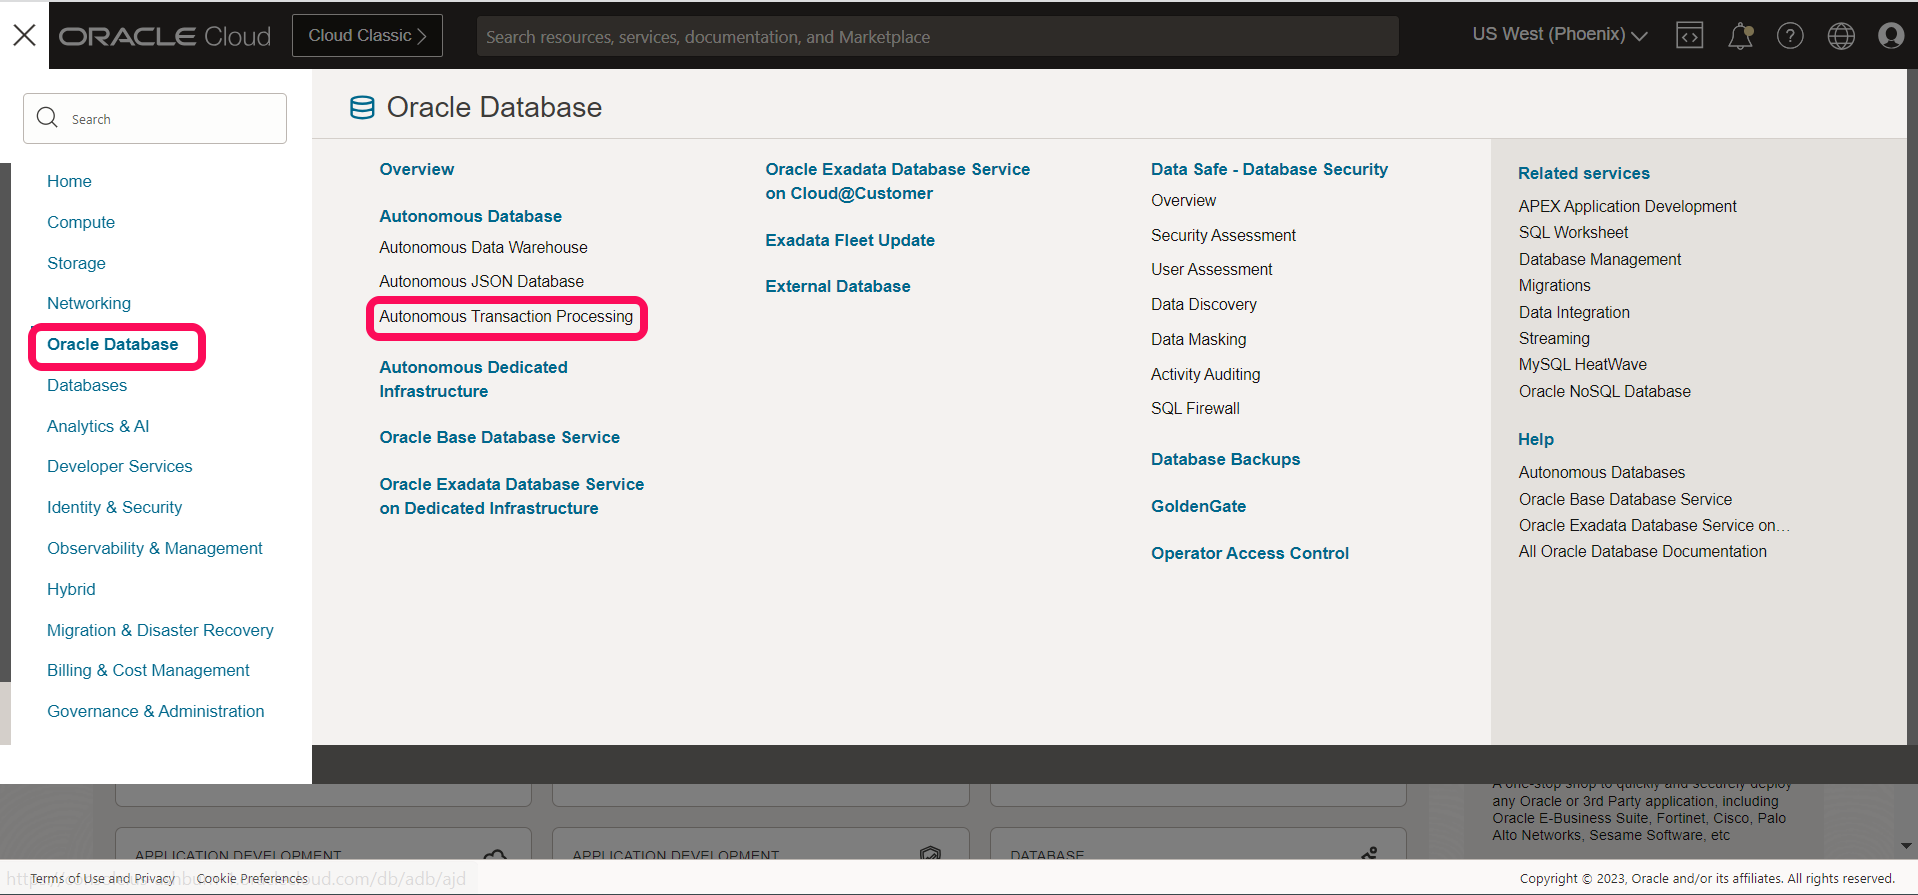 ORACLE Cloud
Cloud Classic
Search resources, services, documentation, and Marketplace
US West (Phoenix)
Search
Home
Compute
Storage
Networking
Oracle Database
Databases
Analytics & AI
Developer Services
Identity & Security
Observability & Management
Hybrid
Migration & Disaster Recovery
Billing & Cost Management
Governance & Administration
Oracle Database
Overview
Autonomous Database
Autonomous Data Warehouse
Autonomous JSON Database
Autonomous Transaction Processing
Autonomous Dedicated
Infrastructure
Oracle Base Database Service
Oracle Exadata Database Service
on Dedicated Infrastructure
Oracle Exadata Database Service
on Cloud@Customer
Exadata Fleet Update
External Database
Data Safe - Database Security
Overview
Security Assessment
User Assessment
Data Discovery
Data Masking
Activity Auditing
SQL Firewall
Database Backups
GoldenGate
Operator Access Control
Related services
APEX Application Development
SQL Worksheet
Database Management
Migrations
Data Integration
Streaming
MySQL HeatWave
Oracle NoSQL Database
Help
Autonomous Databases
Oracle Base Database Service
Oracle Exadata Database Service on...
All Oracle Database Documentation
A one-stop shop to quickly and securely deploy
any Oracle or 3rd Party application, including
Oracle E-Business Suite, Fortinet, Cisco, Palo
Alto Networks, Sesame Software, etc
APPLICATION DEVELOPMENT
APPLICATION DEVELOPMENT
DATABASE
Terms of Use and Privacy
Cookie Preferences
Copyright © 2023, Oracle and/or its affiliates. All rights reserved.